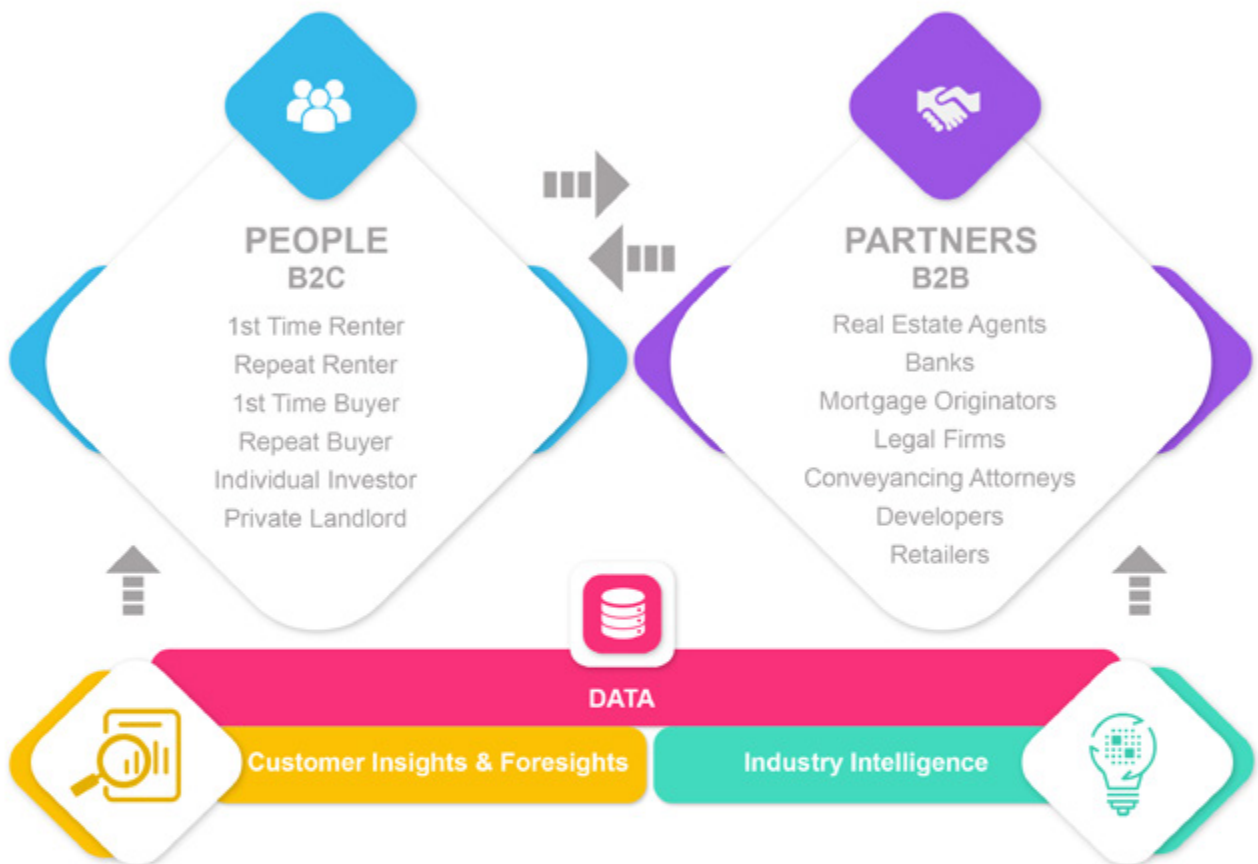 PEOPLE
B2C
1st Time Renter
Repeat Renter
1st Time Buyer
Repeat Buyer
Individual Investor
Private Landlord
PARTNERS
B2B
Real Estate Agents
Banks
Mortgage Originators
Legal Firms
Conveyancing Attorneys
Developers
Retailers
DATA
Customer Insights & Foresights
Industry Intelligence